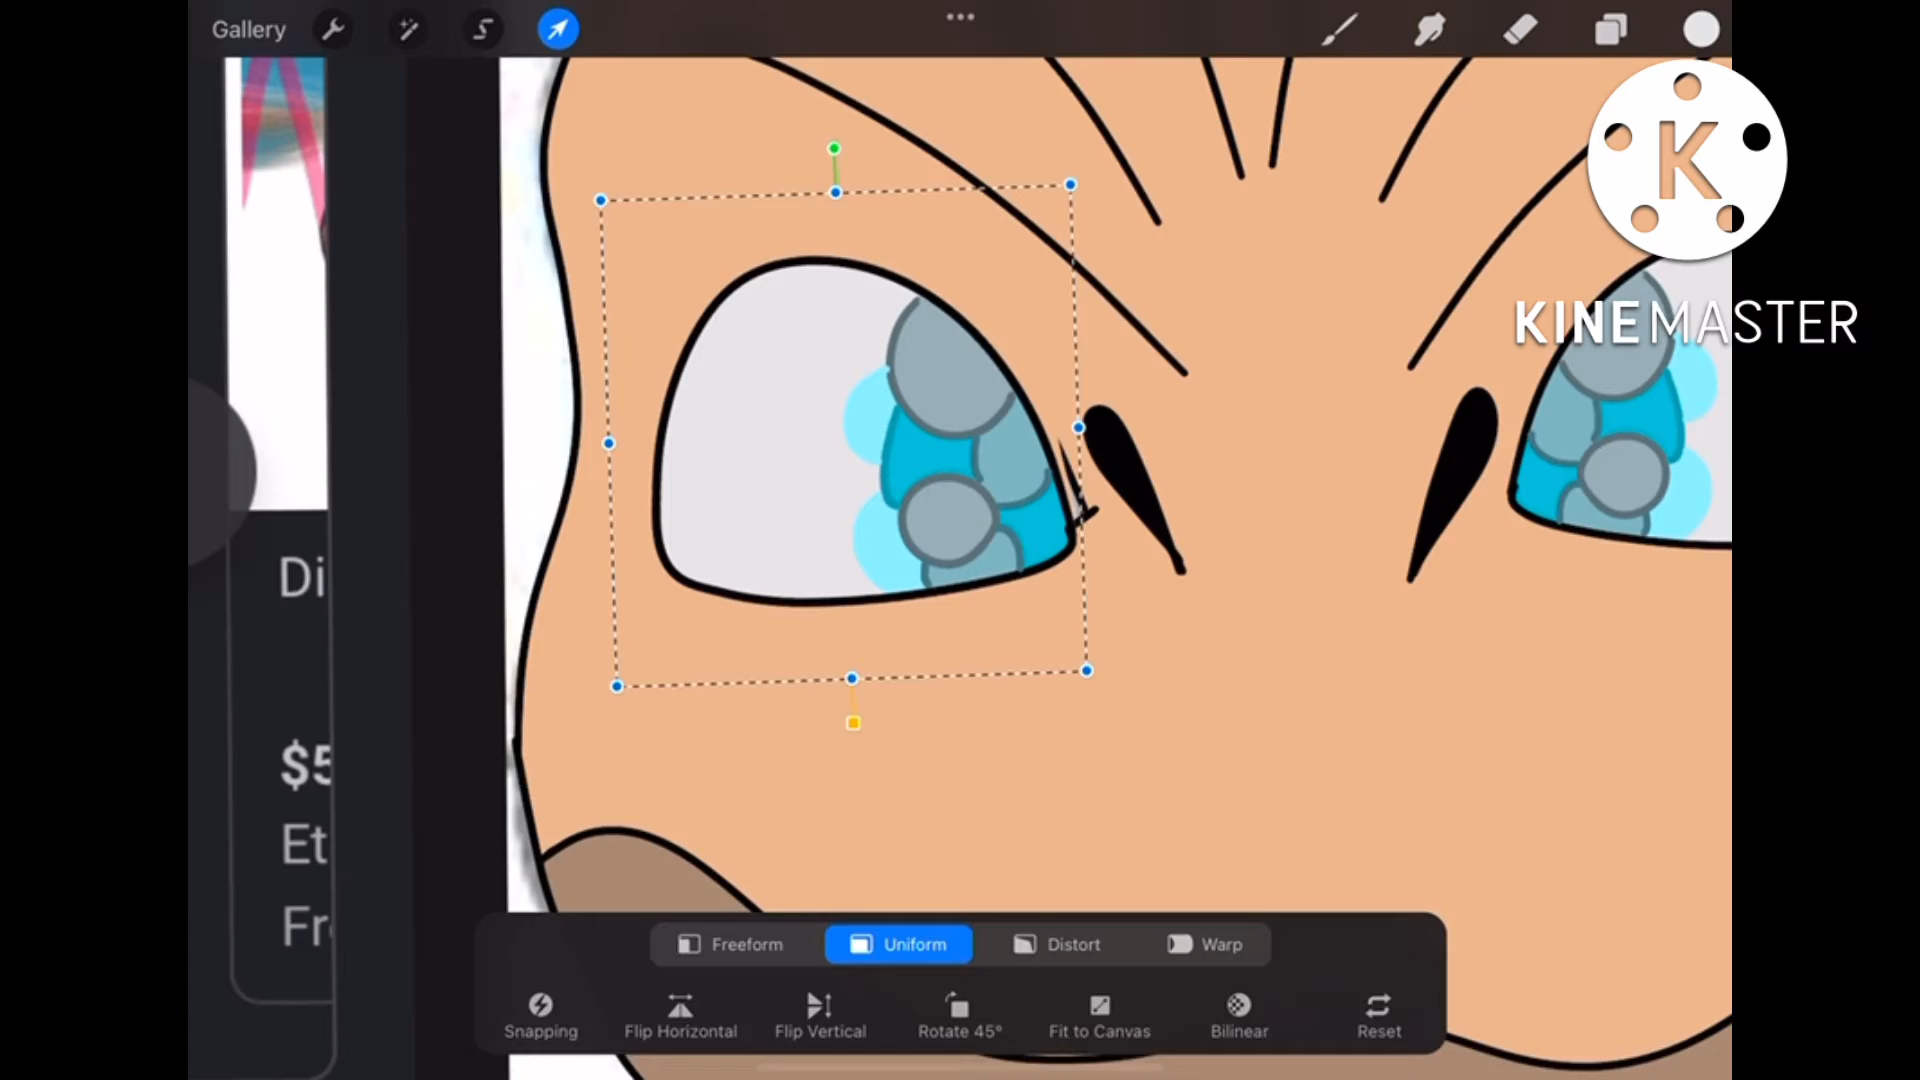 Gallery
K
KINEMASTER
Di
$5
Et
Fr
Freeform Uniform Distort Warp
Snapping Flip Horizontal Flip Vertical Rotate 45° Fit to Canvas Bilinear Reset